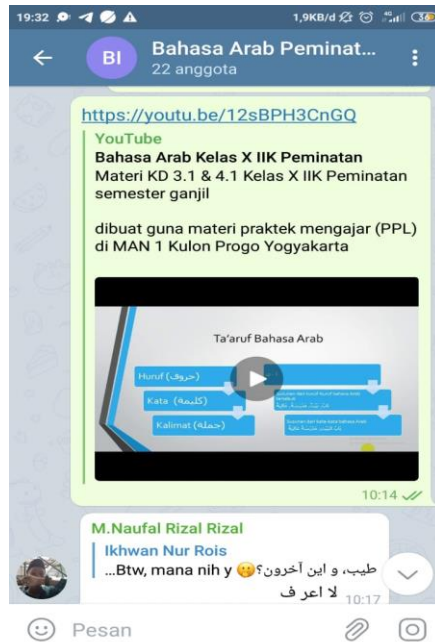 19:32
1,9KB/d
BI
Bahasa Arab Peminat...
22 anggota
https://youtu.be/12sBPH3CnGQ
YouTube
Bahasa Arab Kelas X IIK Peminatan
Materi KD 3.1 & 4.1 Kelas X IIK Peminatan
semester ganjil
dibuat guna materi praktek mengajar (PPL)
di MAN 1 Kulon Progo Yogyakarta
Ta'aruf Bahasa Arab
Huruf (حروف)
Kata (كلمة)
Kalimat (جملة)
10:14
M.Naufal Rizal Rizal
Ikhwan Nur Rois
طيب، و اين آخرون؟🤭 Btw, mana nih y...
لا اعر ف
10:17
Pesan